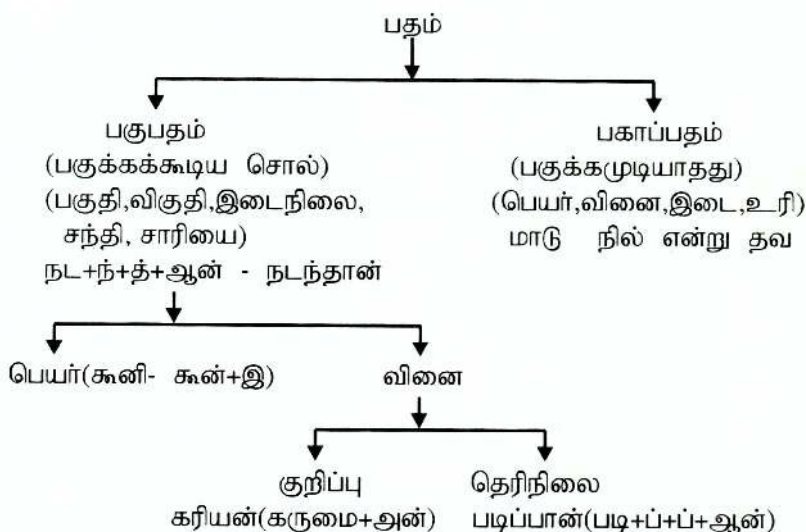 பதம்
பகுபதம்
(பகுக்கக்கூடிய சொல்)
(பகுதி,விகுதி,இடைநிலை,
சந்தி, சாரியை)
நட+ந்+த்+ஆன் - நடந்தான்
பகாப்பதம்
(பகுக்கமுடியாதது)
(பெயர்,வினை,இடை,உரி)
மாடு நில் என்று தவ
பெயர்(கூனி- கூன்+இ)
வினை
குறிப்பு
கரியன்(கருமை+அன்)
தெரிநிலை
படிப்பான்(படி+ப்+ப்+ஆன்)